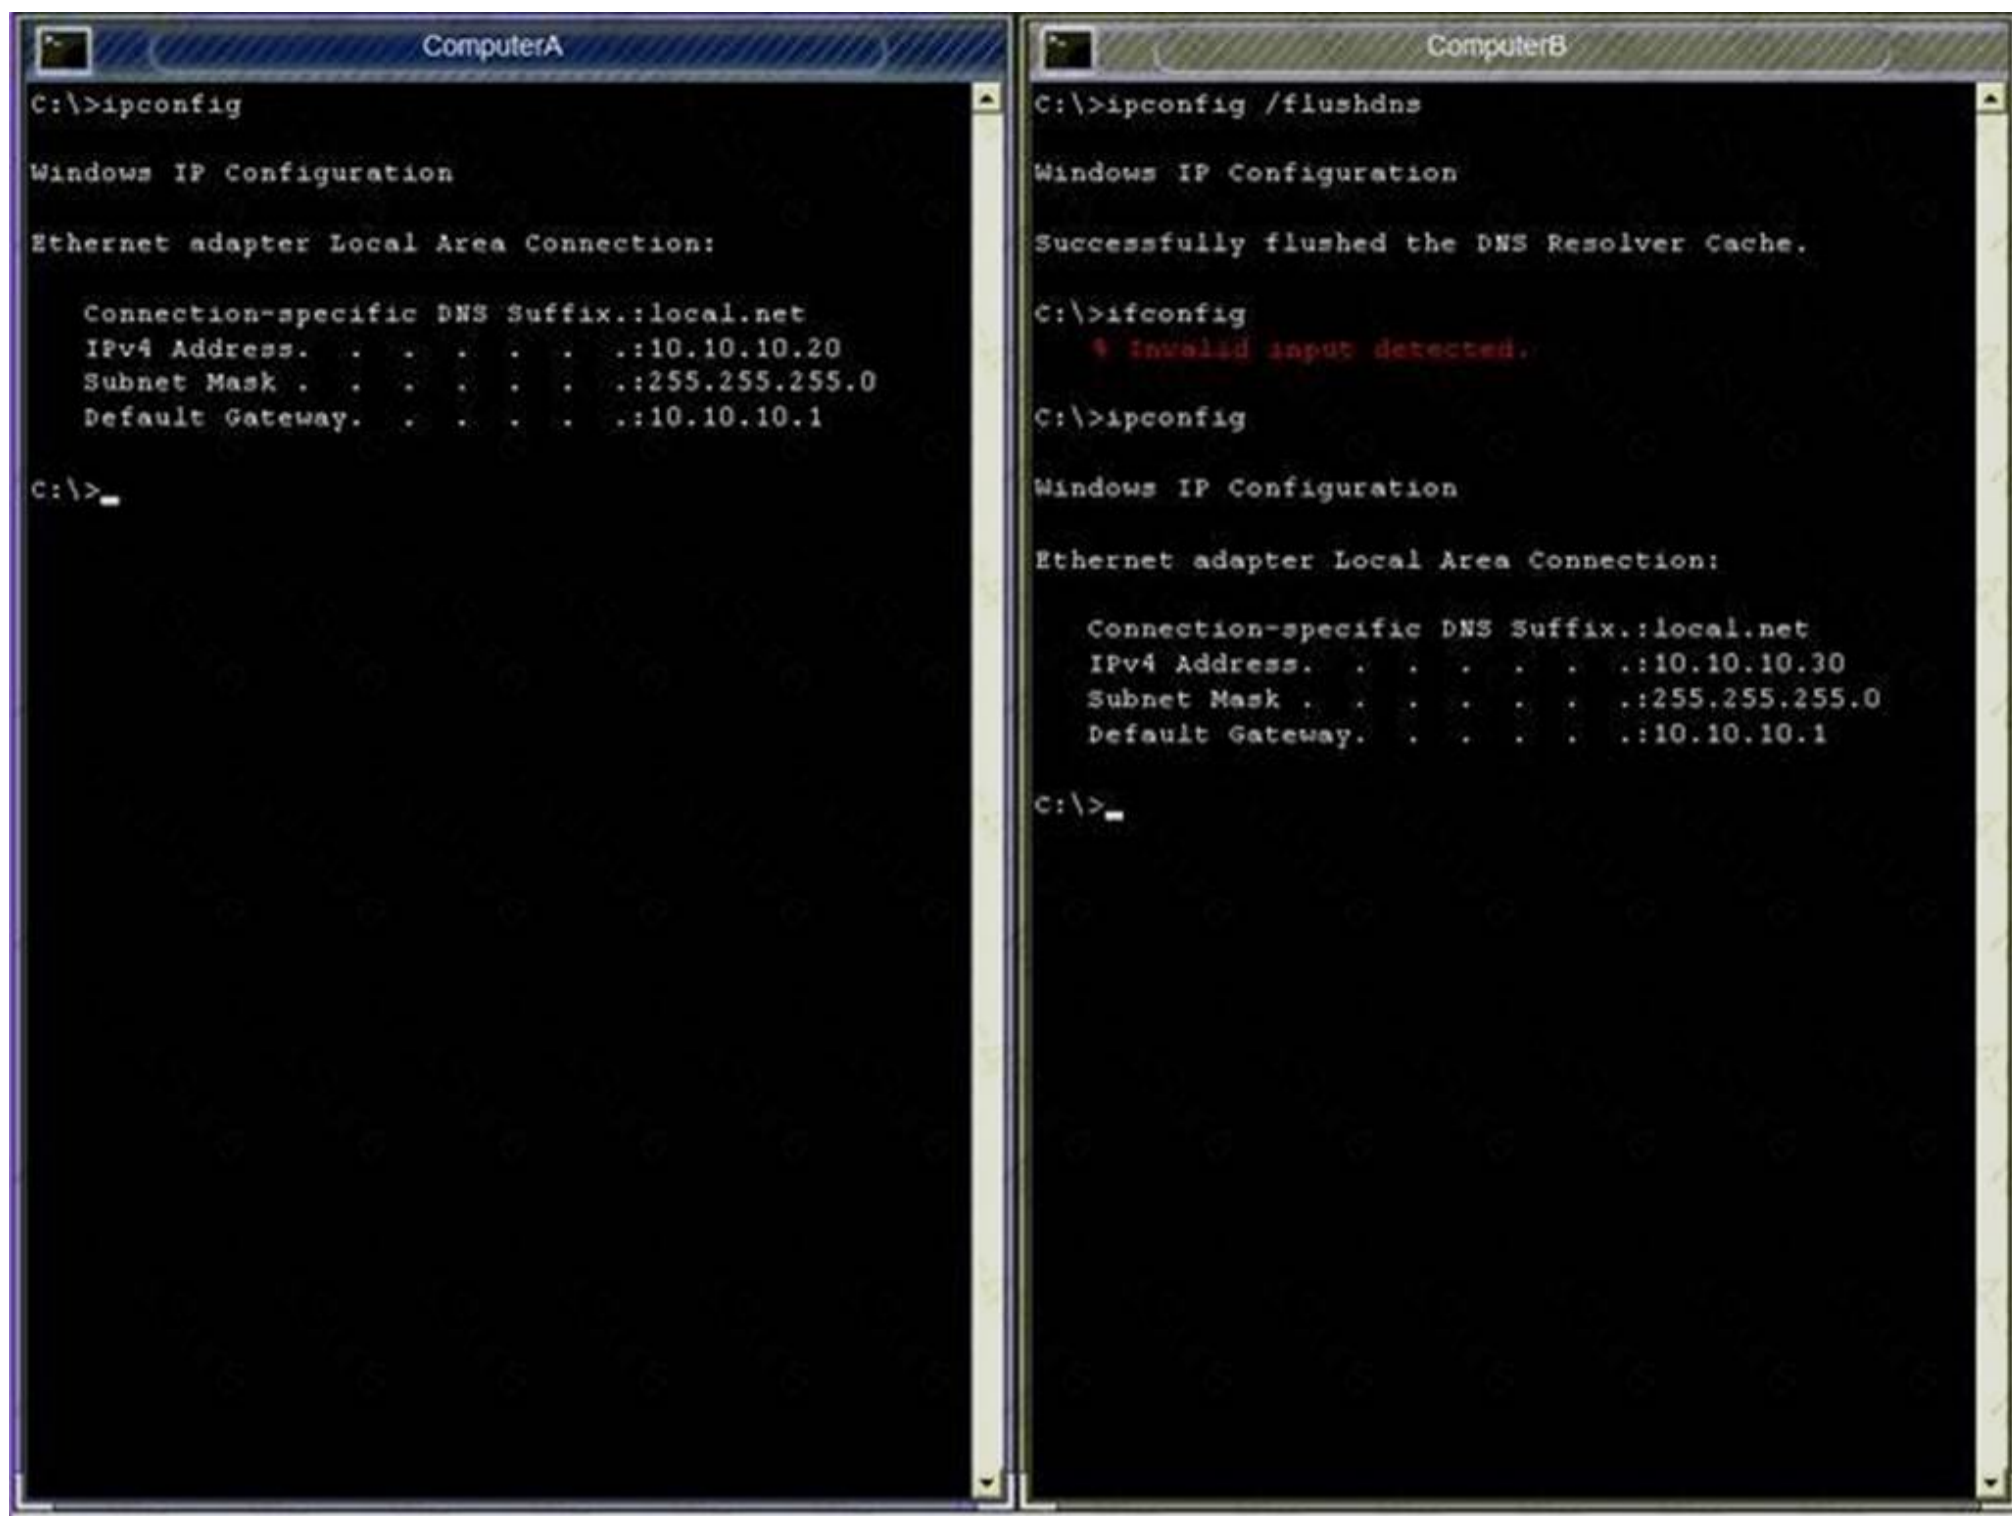 ComputerA
C:\>ipconfig
Windows IP Configuration
Ethernet adapter Local Area Connection:
Connection-specific DNS Suffix.:local.net
IPv4 Address. . . . . . .:10.10.10.20
Subnet Mask . . . . . . .:255.255.255.0
Default Gateway. . . . . .:10.10.10.1
C:\>_
ComputerB
C:\>ipconfig /flushdns
Windows IP Configuration
Successfully flushed the DNS Resolver Cache.
C:\>ifconfig
% Invalid input detected.
C:\>ipconfig
Windows IP Configuration
Ethernet adapter Local Area Connection:
Connection-specific DNS Suffix.:local.net
IPv4 Address. . . . . . .:10.10.10.30
Subnet Mask . . . . . . .:255.255.255.0
Default Gateway. . . . . .:10.10.10.1
C:\>_